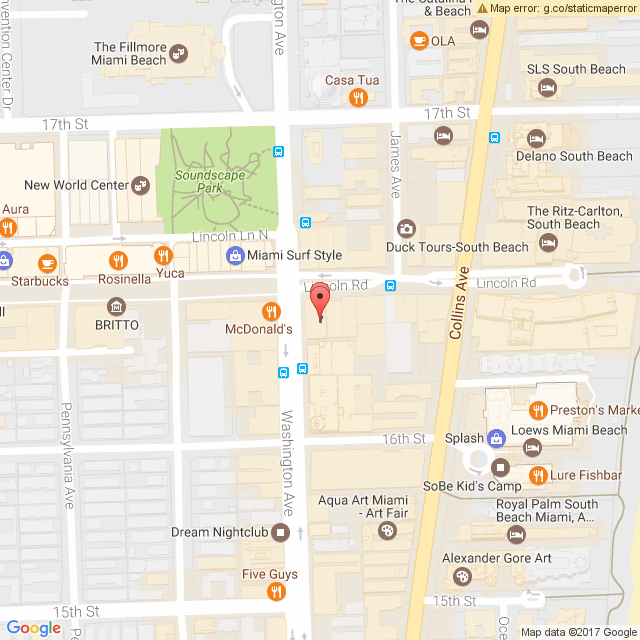 Map error: g.co/staticmaperror
& Beach
OLA
The Fillmore
Miami Beach
SLS South Beach
Casa Tua
17th St
17th St
Delano South Beach
James Ave
Soundscape
Park
New World Center
Aura
The Ritz-Carlton,
South Beach
Lincoln Ln N
Duck Tours-South Beach
Miami Surf Style
Starbucks
Rosinella
Yuca
Lincoln Rd
Lincoln Rd
BRITTO
McDonald's
Collins Ave
Pennsylvania Ave
Washington Ave
Preston's Marke
Loews Miami Beach
16th St
Splash
Lure Fishbar
SoBe Kid's Camp
Aqua Art Miami
- Art Fair
Royal Palm South
Beach Miami, A...
Dream Nightclub
Alexander Gore Art
Five Guys
15th St
15th St
Google
Map data ©2017 Google